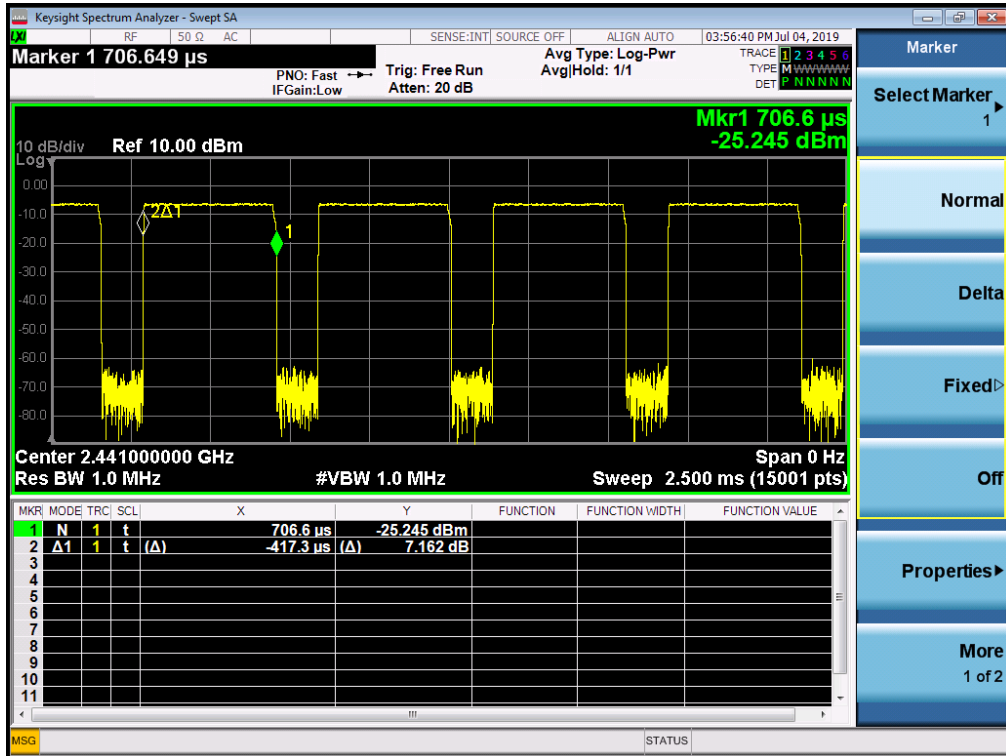 Keysight Spectrum Analyzer - Swept SA
LXI RF 50 Ω AC SENSE:INT SOURCE OFF ALIGN AUTO 03:56:40 PM Jul 04, 2019
Marker 1 706.649 µs
PNO: Fast
IFGain:Low
Trig: Free Run
Atten: 20 dB
Avg Type: Log-Pwr
Avg|Hold: 1/1
TRACE 1 2 3 4 5 6
TYPE M WWWWW
DET P N N N N N
Mkr1 706.6 µs
-25.245 dBm
10 dB/div Ref 10.00 dBm
Log
0.00
-10.0
-20.0
-30.0
-40.0
-50.0
-60.0
-70.0
-80.0
2Δ1
1
Center 2.441000000 GHz Span 0 Hz
Res BW 1.0 MHz #VBW 1.0 MHz Sweep 2.500 ms (15001 pts)
MKR MODE TRC SCL X Y FUNCTION FUNCTION WIDTH FUNCTION VALUE
1 N 1 t 706.6 µs -25.245 dBm
2 Δ1 1 t (Δ) -417.3 µs (Δ) 7.162 dB
3
4
5
6
7
8
9
10
11
MSG STATUS
Marker
Select Marker
1
Normal
Delta
Fixed
Off
Properties
More
1 of 2